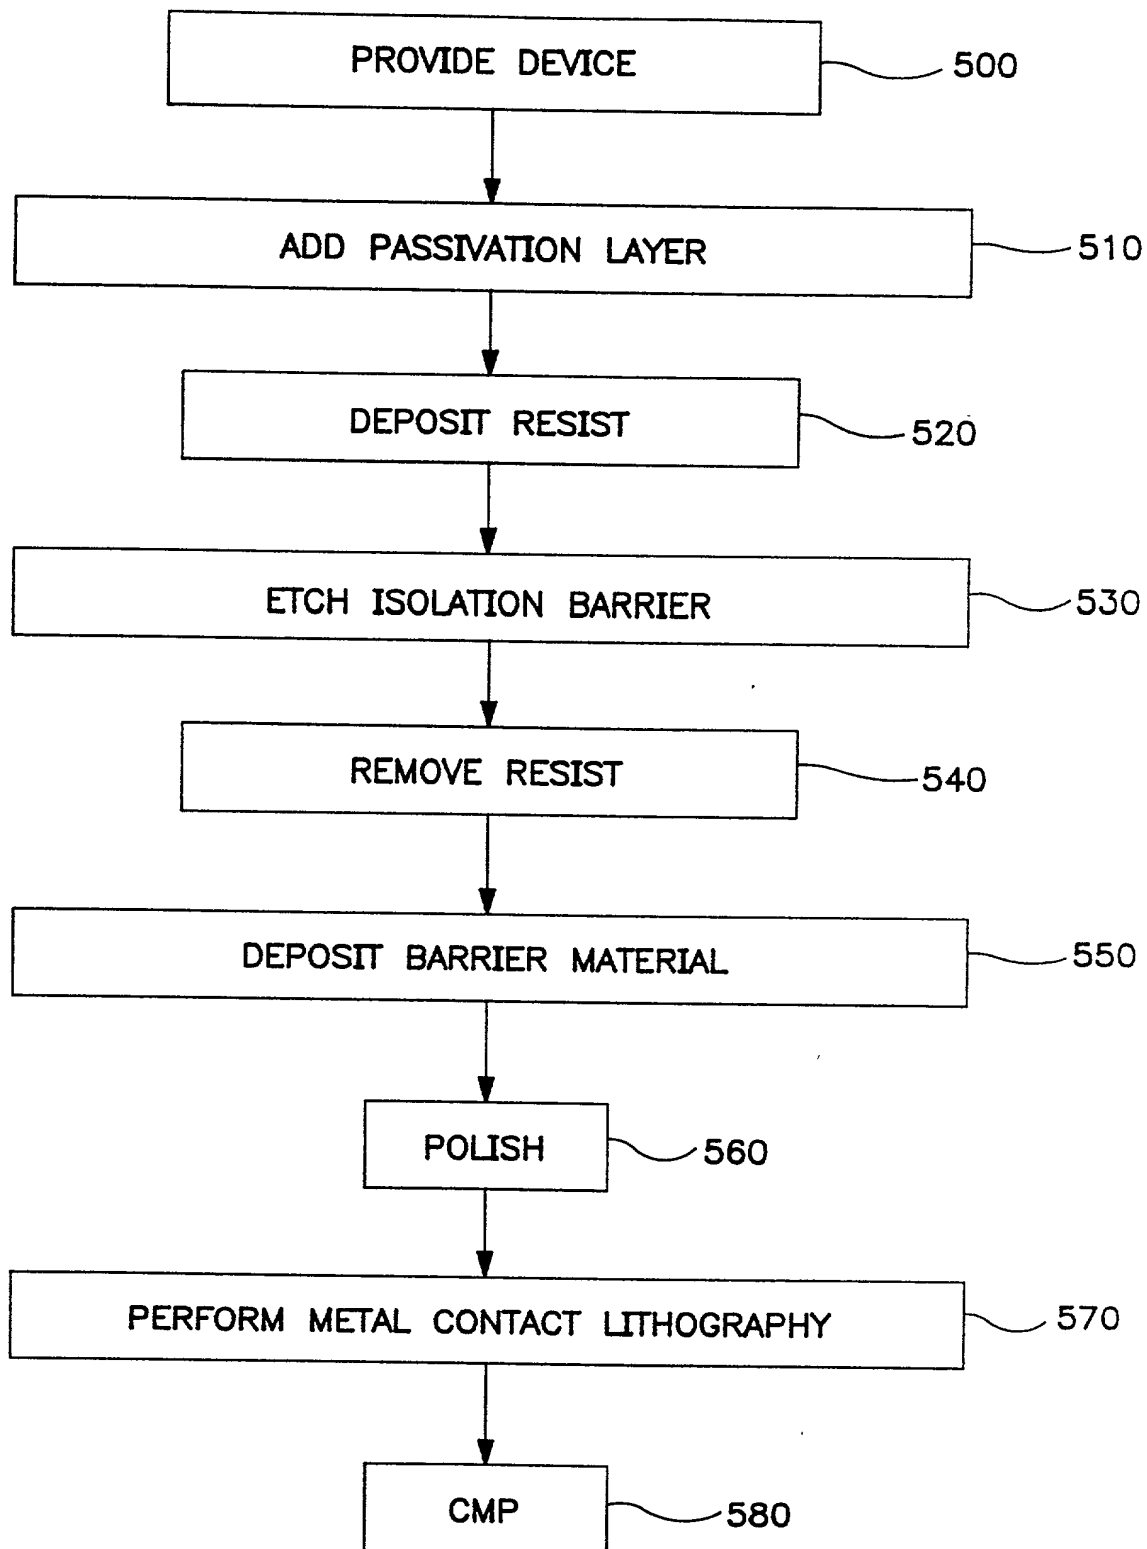 PROVIDE DEVICE
500
ADD PASSIVATION LAYER
510
DEPOSIT RESIST
520
ETCH ISOLATION BARRIER
530
REMOVE RESIST
540
DEPOSIT BARRIER MATERIAL
550
POLISH
560
PERFORM METAL CONTACT LITHOGRAPHY
570
CMP
580